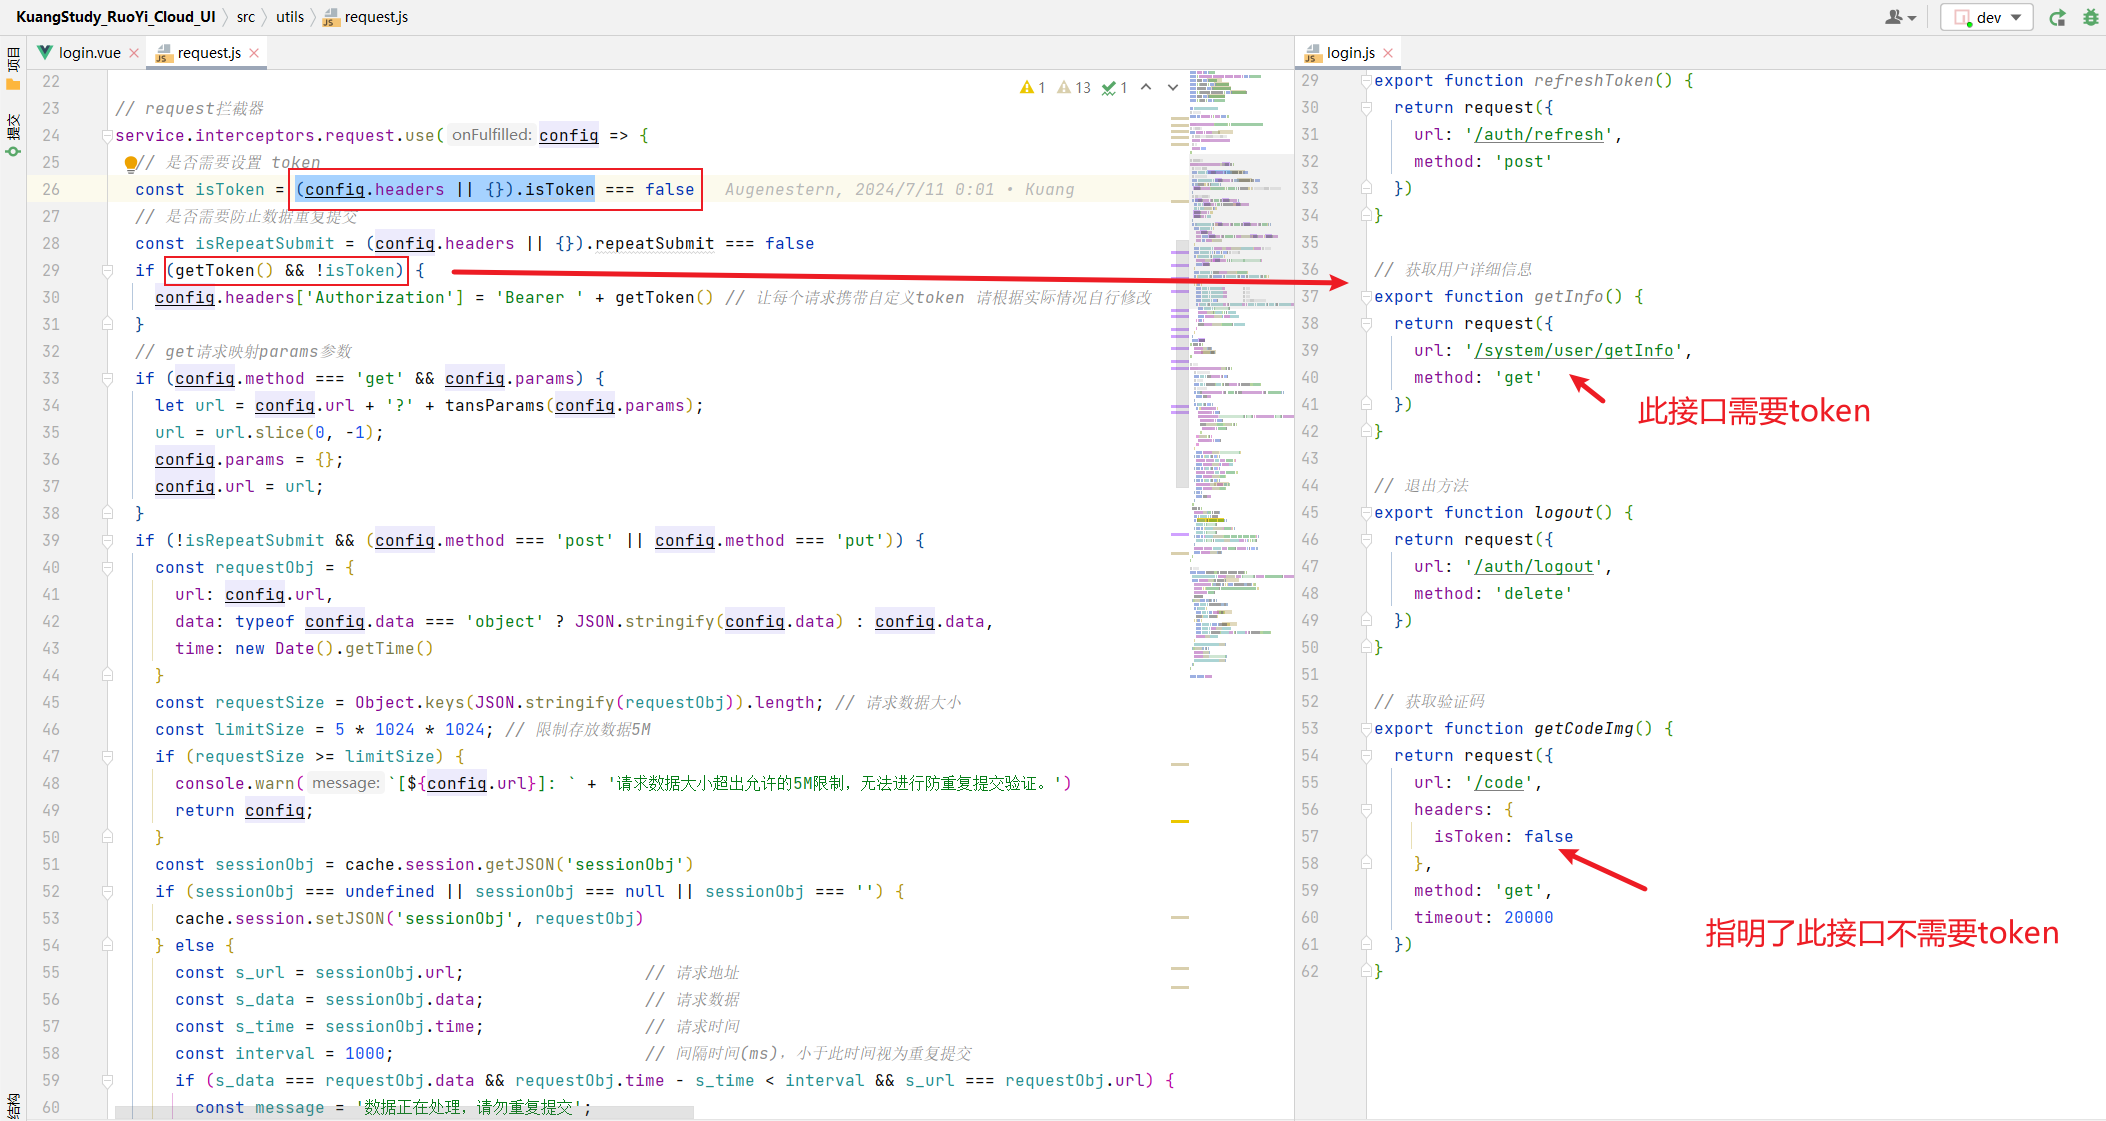 KuangStudy_RuoYi_Cloud_UI src utils request.js
dev
login.vue request.js
login.js
项目
提交
结构
1 13 1
22
23 // request拦截器
24 service.interceptors.request.use( onFulfilled: config => {
25 // 是否需要设置 token
26 const isToken = (config.headers || {}).isToken === false Augenestern, 2024/7/11 0:01 • Kuang
27 // 是否需要防止数据重复提交
28 const isRepeatSubmit = (config.headers || {}).repeatSubmit === false
29 if (getToken() && !isToken) {
30 config.headers['Authorization'] = 'Bearer ' + getToken() // 让每个请求携带自定义token 请根据实际情况自行修改
31 }
32 // get请求映射params参数
33 if (config.method === 'get' && config.params) {
34 let url = config.url + '?' + tansParams(config.params);
35 url = url.slice(0, -1);
36 config.params = {};
37 config.url = url;
38 }
39 if (!isRepeatSubmit && (config.method === 'post' || config.method === 'put')) {
40 const requestObj = {
41 url: config.url,
42 data: typeof config.data === 'object' ? JSON.stringify(config.data) : config.data,
43 time: new Date().getTime()
44 }
45 const requestSize = Object.keys(JSON.stringify(requestObj)).length; // 请求数据大小
46 const limitSize = 5 * 1024 * 1024; // 限制存放数据5M
47 if (requestSize >= limitSize) {
48 console.warn( message: `[${config.url}]: ` + '请求数据大小超出允许的5M限制，无法进行防重复提交验证。')
49 return config;
50 }
51 const sessionObj = cache.session.getJSON('sessionObj')
52 if (sessionObj === undefined || sessionObj === null || sessionObj === '') {
53 cache.session.setJSON('sessionObj', requestObj)
54 } else {
55 const s_url = sessionObj.url; // 请求地址
56 const s_data = sessionObj.data; // 请求数据
57 const s_time = sessionObj.time; // 请求时间
58 const interval = 1000; // 间隔时间(ms)，小于此时间视为重复提交
59 if (s_data === requestObj.data && requestObj.time - s_time < interval && s_url === requestObj.url) {
60 const message = '数据正在处理，请勿重复提交';
29 export function refreshToken() {
30 return request({
31 url: '/auth/refresh',
32 method: 'post'
33 })
34 }
35
36 // 获取用户详细信息
37 export function getInfo() {
38 return request({
39 url: '/system/user/getInfo',
40 method: 'get'
41 })
此接口需要token
42 }
43
44 // 退出方法
45 export function logout() {
46 return request({
47 url: '/auth/logout',
48 method: 'delete'
49 })
50 }
51
52 // 获取验证码
53 export function getCodeImg() {
54 return request({
55 url: '/code',
56 headers: {
57 isToken: false
58 },
59 method: 'get',
60 timeout: 20000
指明了此接口不需要token
61 })
62 }